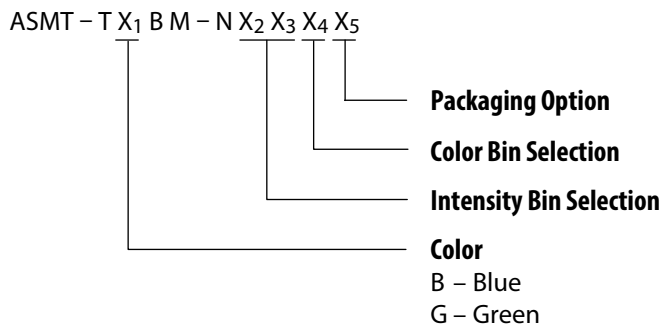 ASMT – T X1 B M – N X2 X3 X4 X5
Packaging Option
Color Bin Selection
Intensity Bin Selection
Color
B – Blue
G – Green